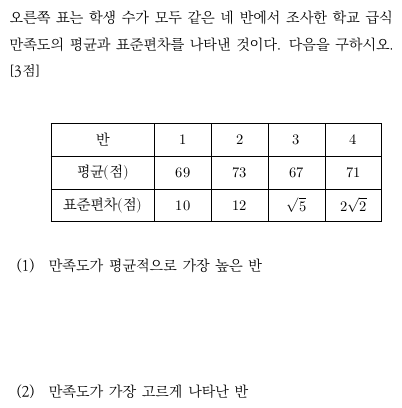 오른쪽 표는 학생 수가 모두 같은 네 반에서 조사한 학교 급식
만족도의 평균과 표준편차를 나타낸 것이다. 다음을 구하시오.
[3점]
반 1 2 3 4
평균(점) 69 73 67 71
표준편차(점) 10 12 √5 2√2
(1) 만족도가 평균적으로 가장 높은 반
(2) 만족도가 가장 고르게 나타난 반